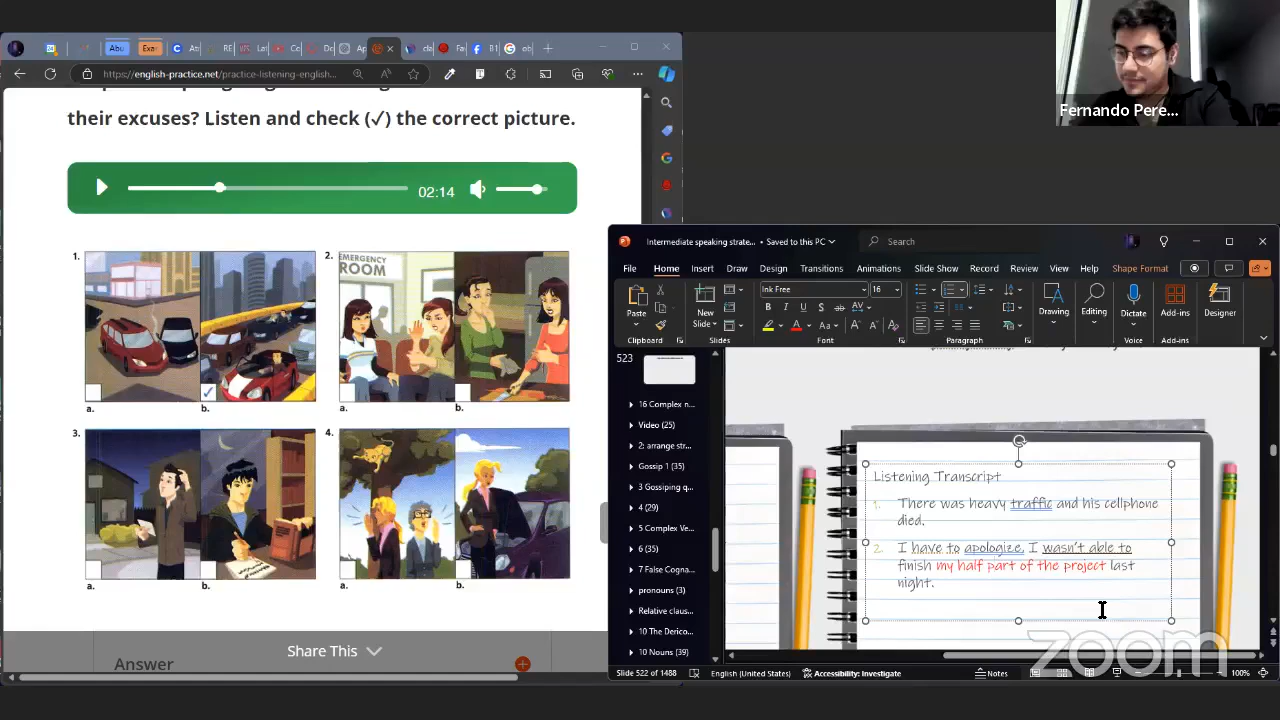 Abu
Exa
RE
https://english-practice.net/practice-listening-english...
their excuses? Listen and check (✓) the correct picture.
02:14
1.
2.
EMERGENCY
ROOM
a.
b.
a.
b.
3.
4.
a.
b.
a.
b.
Share This
Answer
Fernando Pere...
Intermediate speaking strate... • Saved to this PC
Search
File Home Insert Draw Design Transitions Animations Slide Show Record Review View Help Shape Format
Ink Free
16
Paste
New
Slide
Drawing
Editing
Dictate
Add-ins
Designer
Clipboard
Slides
Font
Paragraph
Voice
Add-ins
523
16 Complex n...
Video (25)
2: arrange str...
Gossip 1 (35)
3 Gossiping q...
4 (29)
5 Complex Ve...
6 (35)
7 False Cogna...
pronouns (3)
Relative claus...
10 The Derico...
10 Nouns (39)
Listening Transcript
1. There was heavy traffic and his cellphone
died.
2. I have to apologize, I wasn't able to
finish my half part of the project last
night.
zoom
Slide 522 of 1488
English (United States)
Accessibility: Investigate
Notes
100%